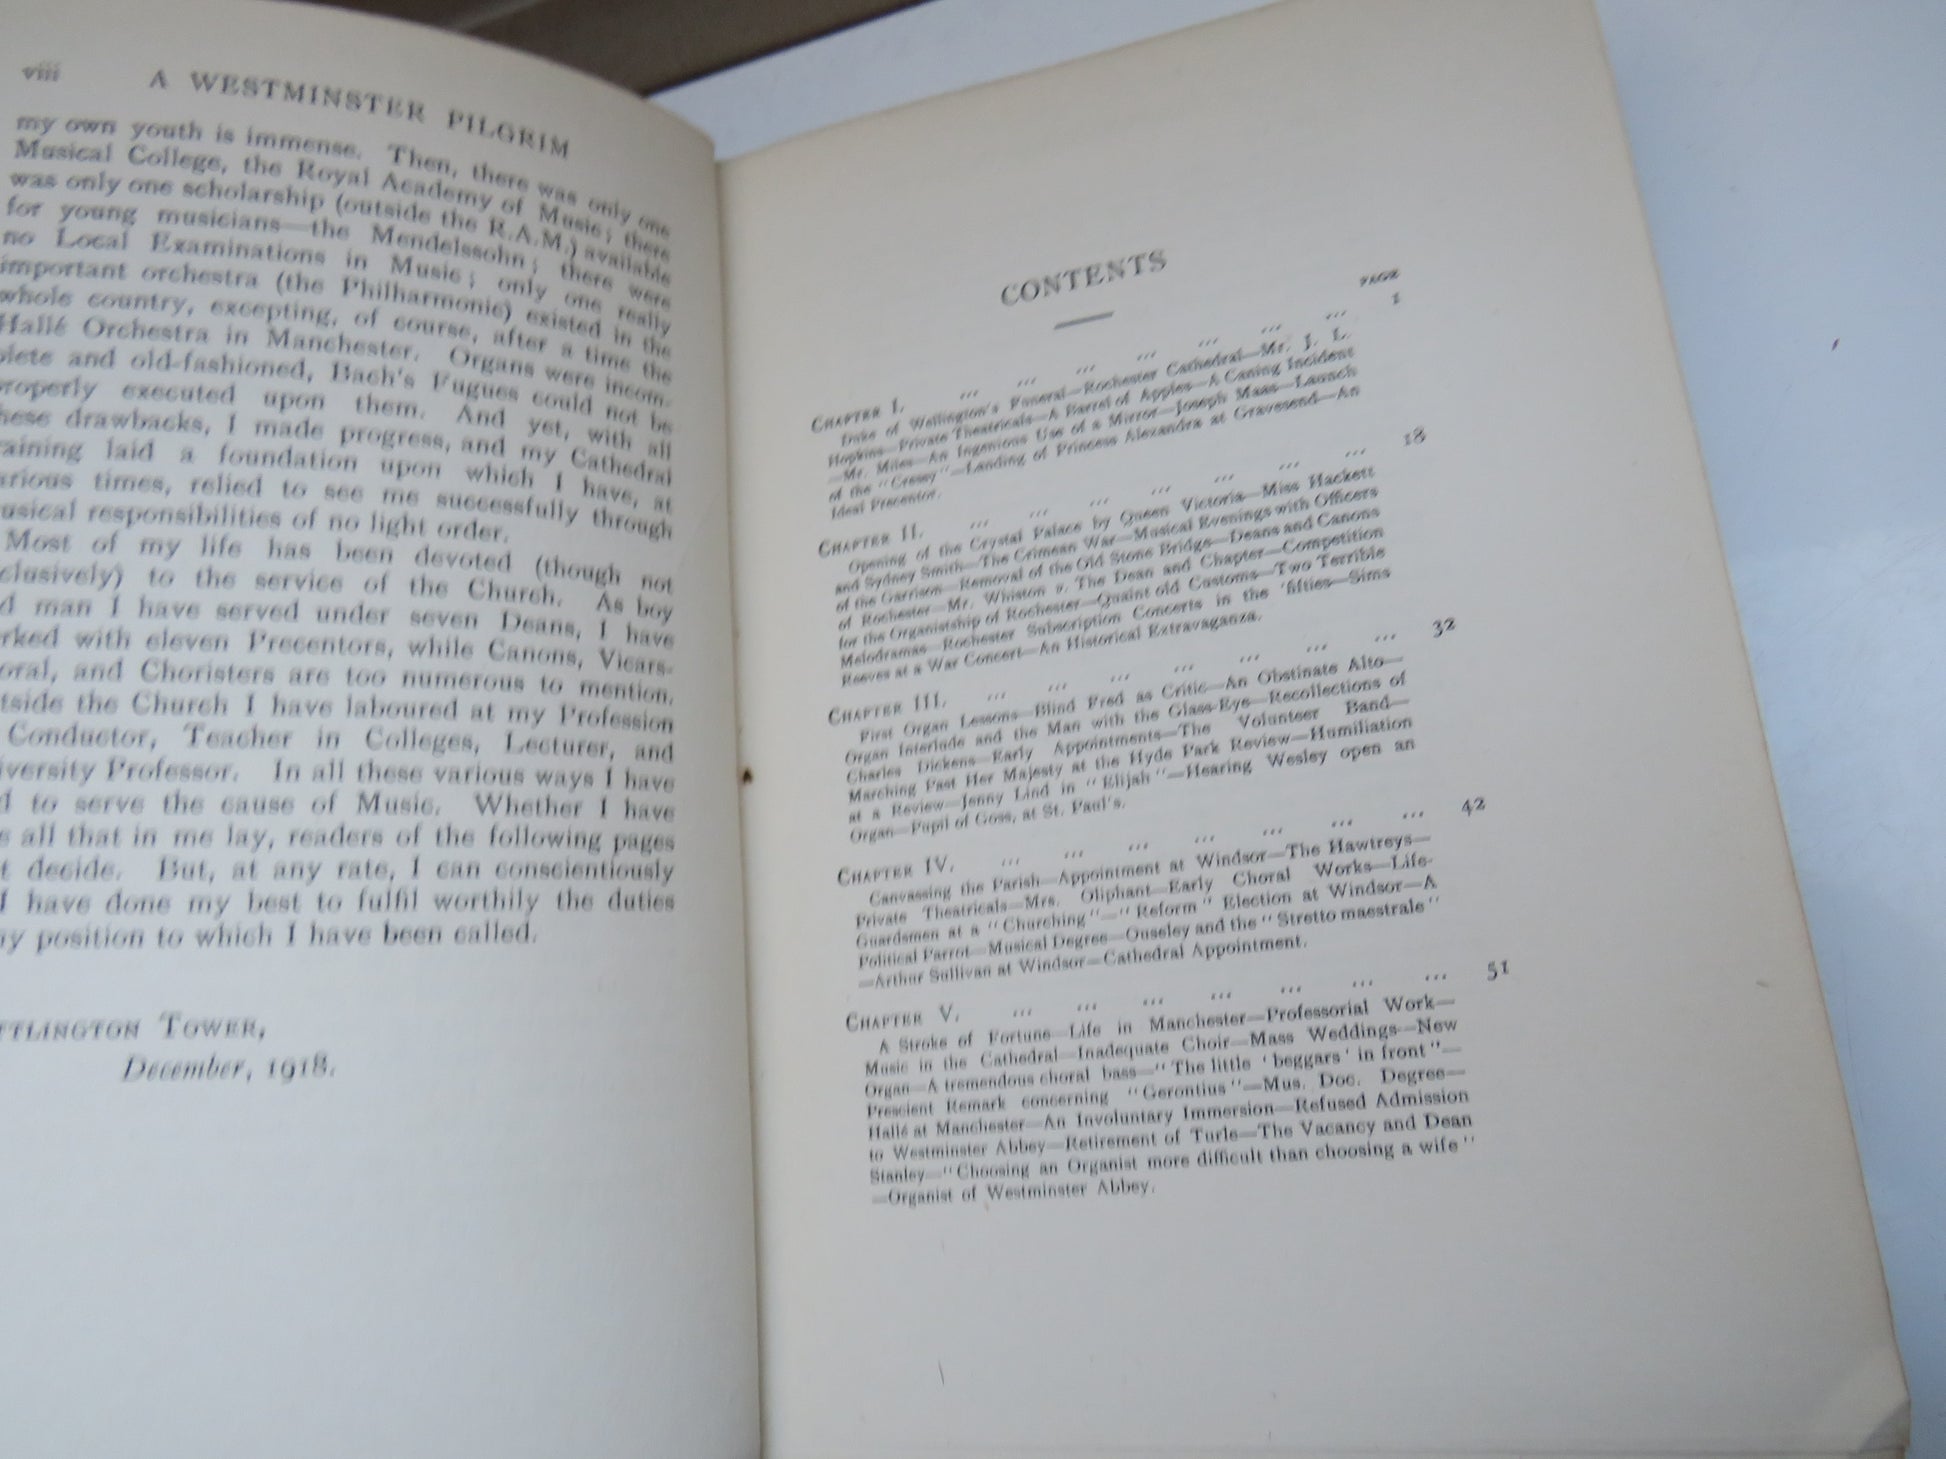 viii A WESTMINSTER PILGRIM
my own youth is immense. Then, there was only one
Musical College, the Royal Academy of Music; there
was only one scholarship (outside the R.A.M.) available
for young musicians—the Mendelssohn; there were
no Local Examinations in Music; only one really
important orchestra (the Philharmonic) existed in the
whole country, excepting, of course, after a time the
Hallé Orchestra in Manchester. Organs were incom-
plete and old-fashioned, Bach's Fugues could not be
properly executed upon them. And yet, with all
hese drawbacks, I made progress, and my Cathedral
raining laid a foundation upon which I have, at
arious times, relied to see me successfully through
usical responsibilities of no light order.
Most of my life has been devoted (though not
clusively) to the service of the Church. As boy
d man I have served under seven Deans, I have
rked with eleven Precentors, while Canons, Vicars-
oral, and Choristers are too numerous to mention.
tside the Church I have laboured at my Profession
Conductor, Teacher in Colleges, Lecturer, and
iversity Professor. In all these various ways I have
d to serve the cause of Music. Whether I have
e all that in me lay, readers of the following pages
t decide. But, at any rate, I can conscientiously
I have done my best to fulfil worthily the duties
ny position to which I have been called.
TTLINGTON TOWER,
December, 1918.
CONTENTS
PAGE
CHAPTER I. ... ... ... ... ... ... ... 1
Duke of Wellington's Funeral—Rochester Cathedral—Mr. J. L.
Hopkins—Private Theatricals—A Barrel of Apples—A Caning Incident
—Mr. Miles—An Ingenious Use of a Mirror—Joseph Maas—Launch
of the "Cressy"—Landing of Princess Alexandra at Gravesend—An
Ideal Precentor.
CHAPTER II. ... ... ... ... ... ... ... 18
Opening of the Crystal Palace by Queen Victoria—Miss Hackett
and Sydney Smith—The Crimean War—Musical Evenings with Officers
of the Garrison—Removal of the Old Stone Bridge—Deans and Canons
of Rochester—Mr. Whiston v. The Dean and Chapter—Competition
for the Organistship of Rochester—Quaint old Customs—Two Terrible
Melodramas—Rochester Subscription Concerts in the 'fifties—Sims
Reeves at a War Concert—An Historical Extravaganza.
CHAPTER III. ... ... ... ... ... ... ... 32
First Organ Lessons—Blind Fred as Critic—An Obstinate Alto—
Organ Interlude and the Man with the Glass-Eye—Recollections of
Charles Dickens—Early Appointments—The Volunteer Band—
Marching Past Her Majesty at the Hyde Park Review—Humiliation
at a Review—Jenny Lind in "Elijah"—Hearing Wesley open an
Organ—Pupil of Goss, at St. Paul's.
CHAPTER IV. ... ... ... ... ... ... ... 42
Canvassing the Parish—Appointment at Windsor—The Hawtreys—
Private Theatricals—Mrs. Oliphant—Early Choral Works—Life-
Guardsmen at a "Churching"—"Reform" Election at Windsor—A
Political Parrot—Musical Degree—Ouseley and the "Stretto maestrale"
—Arthur Sullivan at Windsor—Cathedral Appointment.
CHAPTER V. ... ... ... ... ... ... ... 51
A Stroke of Fortune—Life in Manchester—Professorial Work—
Music in the Cathedral—Inadequate Choir—Mass Weddings—New
Organ—A tremendous choral bass—"The little 'beggars' in front"—
Prescient Remark concerning "Gerontius"—Mus. Doc. Degree—
Hallé at Manchester—An Involuntary Immersion—Refused Admission
to Westminster Abbey—Retirement of Turle—The Vacancy and Dean
Stanley—"Choosing an Organist more difficult than choosing a wife"
—Organist of Westminster Abbey.